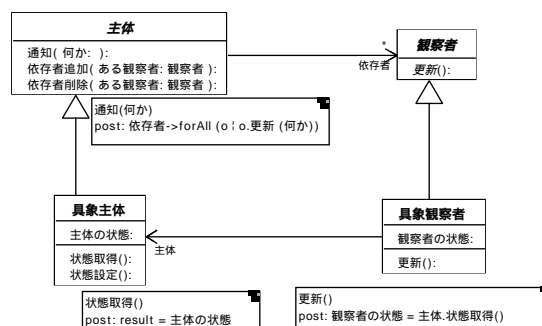 主体
通知( 何か: ):
依存者追加( ある観察者: 観察者 ):
依存者削除( ある観察者: 観察者 ):
*
依存者
観察者
更新():
通知(何か)
post: 依存者->forAll (o ¦ o.更新 (何か))
具象主体
主体の状態:
状態取得():
状態設定():
主体
具象観察者
観察者の状態:
更新():
状態取得()
post: result = 主体の状態
更新()
post: 観察者の状態 = 主体.状態取得()